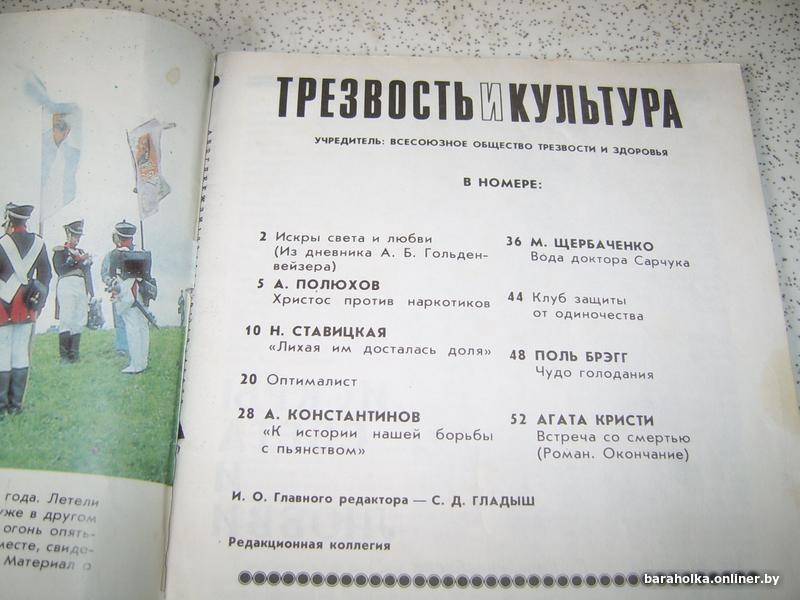 ТРЕЗВОСТЬ И КУЛЬТУРА
УЧРЕДИТЕЛЬ: ВСЕСОЮЗНОЕ ОБЩЕСТВО ТРЕЗВОСТИ И ЗДОРОВЬЯ
В НОМЕРЕ:
2 Искры света и любви
(Из дневника А. Б. Гольден-
вейзера)
5 А. ПОЛЮХОВ
Христос против наркотиков
10 Н. СТАВИЦКАЯ
«Лихая им досталась доля»
20 Оптималист
28 А. КОНСТАНТИНОВ
«К истории нашей борьбы
с пьянством»
36 М. ЩЕРБАЧЕНКО
Вода доктора Сарчука
44 Клуб защиты
от одиночества
48 ПОЛЬ БРЭГГ
Чудо голодания
52 АГАТА КРИСТИ
Встреча со смертью
(Роман. Окончание)
И. О. Главного редактора — С. Д. ГЛАДЫШ
Редакционная коллегия
года. Летели
уже в другом
огонь опять-
месте, свиде-
Материал о
baraholka.onliner.by